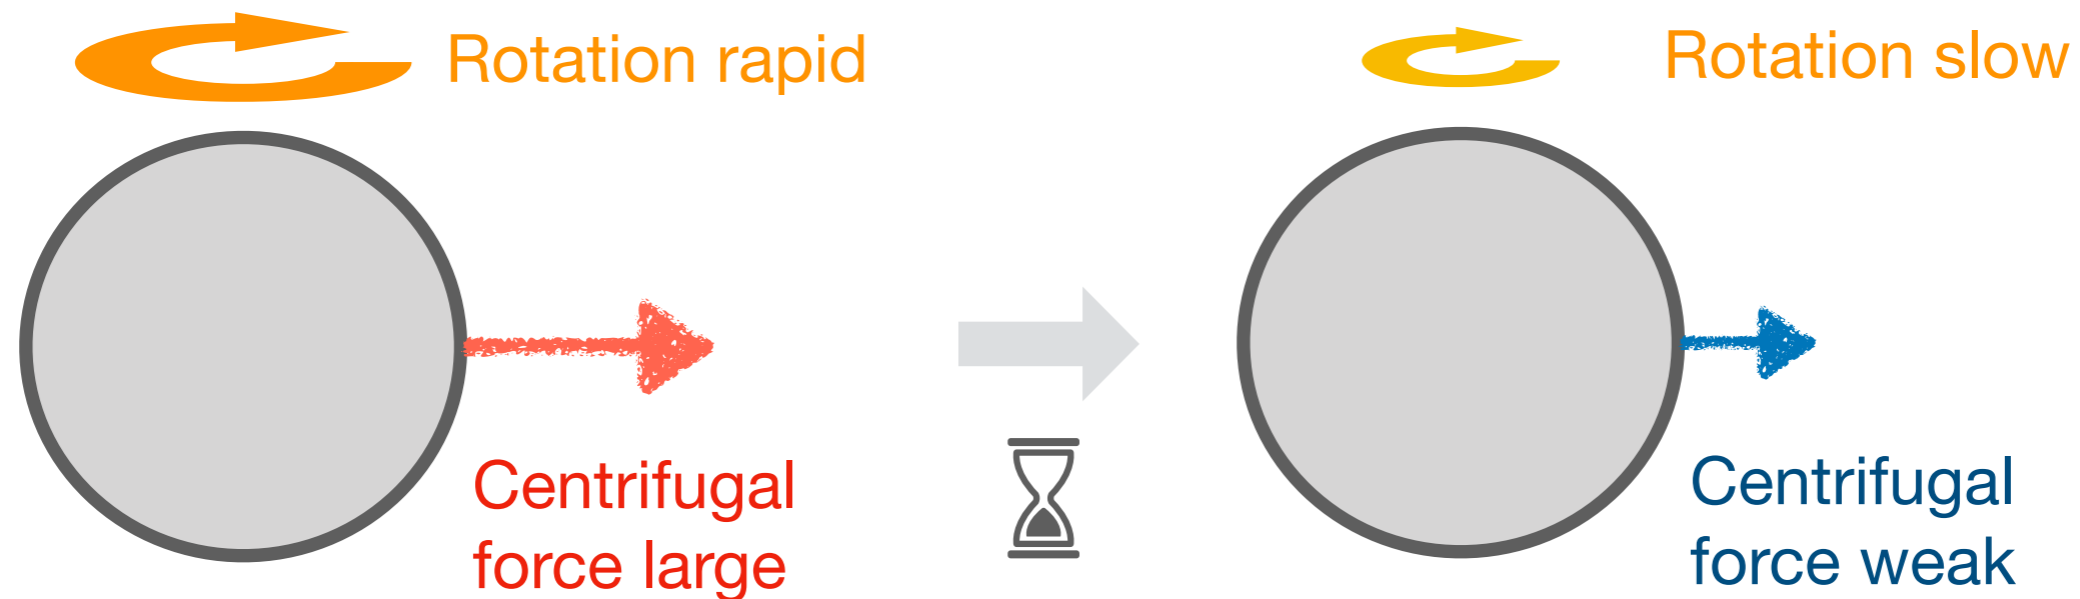 Rotation rapid
Rotation slow
Centrifugal
force large
Centrifugal
force weak